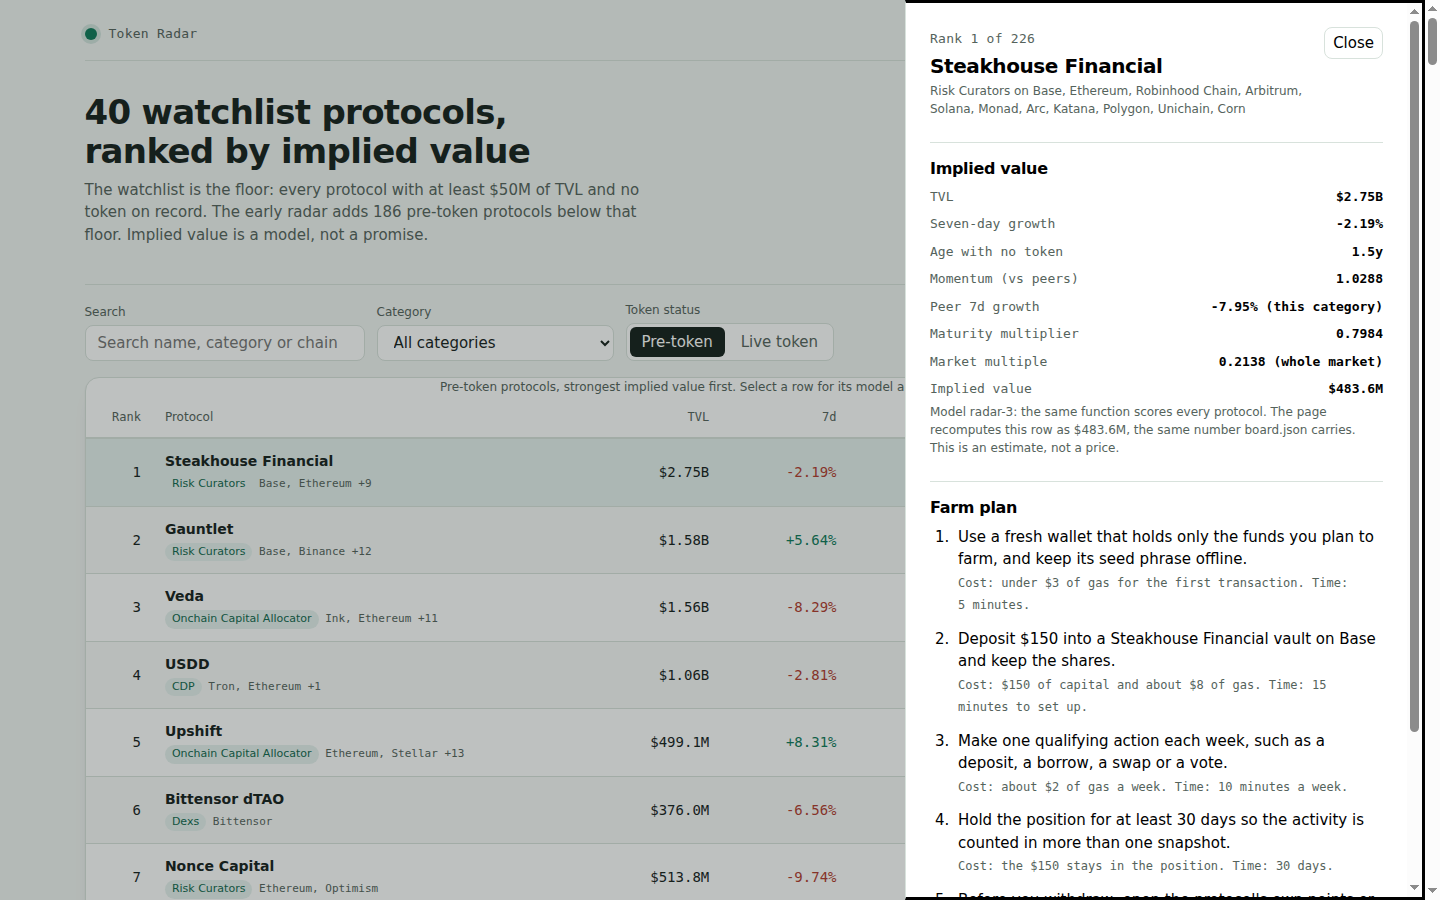 Token Radar
40 watchlist protocols,
ranked by implied value
The watchlist is the floor: every protocol with at least $50M of TVL and no
token on record. The early radar adds 186 pre-token protocols below that
floor. Implied value is a model, not a promise.
Search
Category
Token status
Search name, category or chain
All categories
Pre-token
Live token
Pre-token protocols, strongest implied value first. Select a row for its model a
Rank Protocol TVL 7d
1 Steakhouse Financial $2.75B -2.19%
Risk Curators Base, Ethereum +9
2 Gauntlet $1.58B +5.64%
Risk Curators Base, Binance +12
3 Veda $1.56B -8.29%
Onchain Capital Allocator Ink, Ethereum +11
4 USDD $1.06B -2.81%
CDP Tron, Ethereum +1
5 Upshift $499.1M +8.31%
Onchain Capital Allocator Ethereum, Stellar +13
6 Bittensor dTAO $376.0M -6.56%
Dexs Bittensor
7 Nonce Capital $513.8M -9.74%
Risk Curators Ethereum, Optimism
Rank 1 of 226
Close
Steakhouse Financial
Risk Curators on Base, Ethereum, Robinhood Chain, Arbitrum,
Solana, Monad, Arc, Katana, Polygon, Unichain, Corn
Implied value
TVL $2.75B
Seven-day growth -2.19%
Age with no token 1.5y
Momentum (vs peers) 1.0288
Peer 7d growth -7.95% (this category)
Maturity multiplier 0.7984
Market multiple 0.2138 (whole market)
Implied value $483.6M
Model radar-3: the same function scores every protocol. The page
recomputes this row as $483.6M, the same number board.json carries.
This is an estimate, not a price.
Farm plan
1. Use a fresh wallet that holds only the funds you plan to
farm, and keep its seed phrase offline.
Cost: under $3 of gas for the first transaction. Time:
5 minutes.
2. Deposit $150 into a Steakhouse Financial vault on Base
and keep the shares.
Cost: $150 of capital and about $8 of gas. Time: 15
minutes to set up.
3. Make one qualifying action each week, such as a
deposit, a borrow, a swap or a vote.
Cost: about $2 of gas a week. Time: 10 minutes a week.
4. Hold the position for at least 30 days so the activity is
counted in more than one snapshot.
Cost: the $150 stays in the position. Time: 30 days.